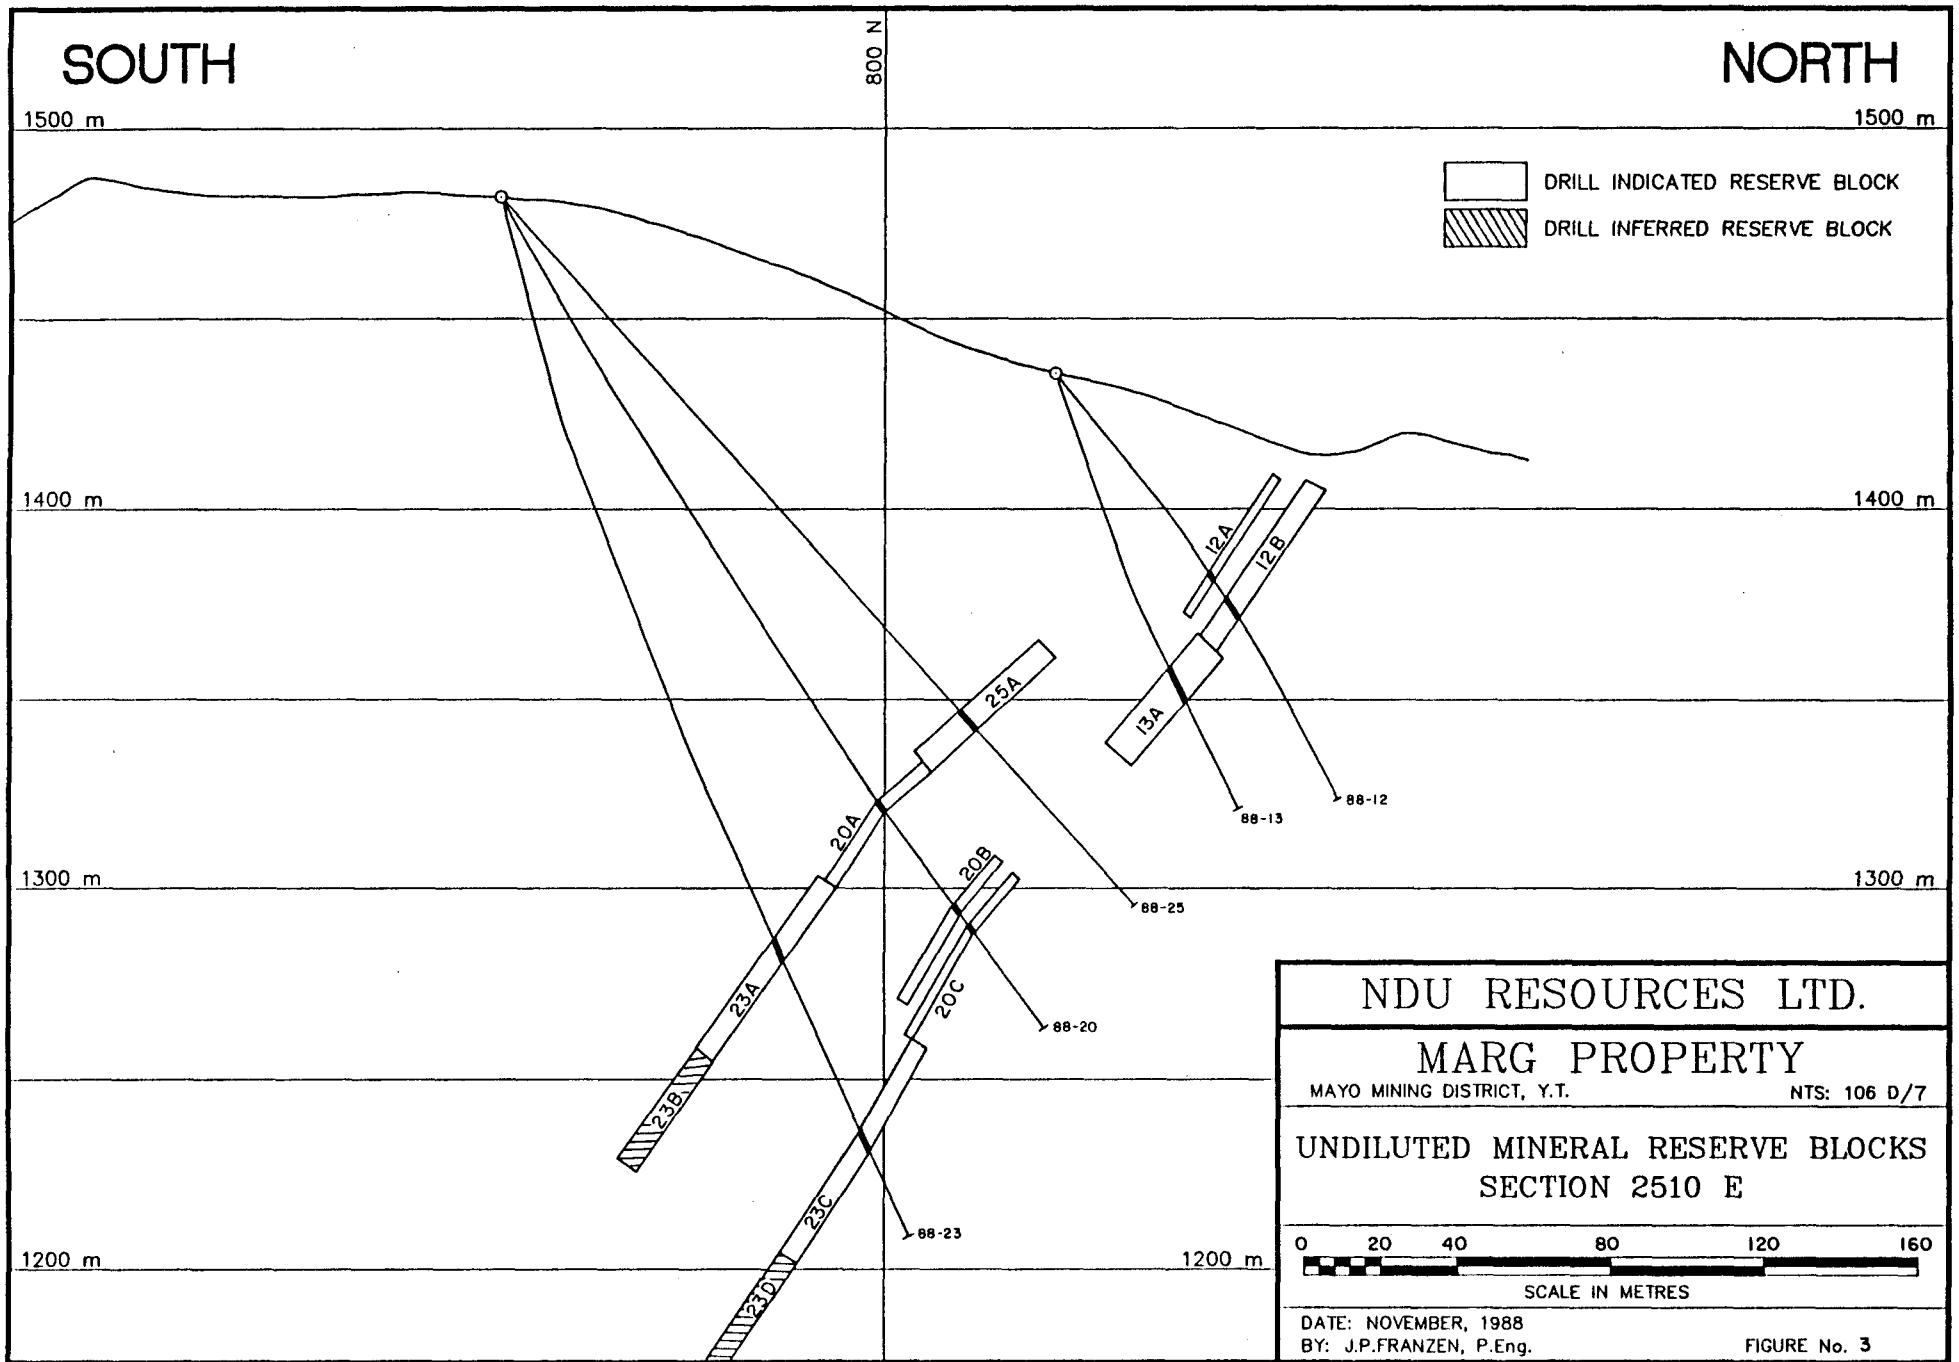 SOUTH
800 N
NORTH
1500 m
1500 m
DRILL INDICATED RESERVE BLOCK
DRILL INFERRED RESERVE BLOCK
1400 m
1400 m
12A
12B
25A
13A
88-12
88-13
20A
20B
1300 m
1300 m
88-25
23A
20C
88-20
23B
23C
88-23
1200 m
1200 m
23D
NDU RESOURCES LTD.
MARG PROPERTY
MAYO MINING DISTRICT, Y.T.
NTS: 106 D/7
UNDILUTED MINERAL RESERVE BLOCKS
SECTION 2510 E
0 20 40 80 120 160
SCALE IN METRES
DATE: NOVEMBER, 1988
BY: J.P.FRANZEN, P.Eng.
FIGURE No. 3